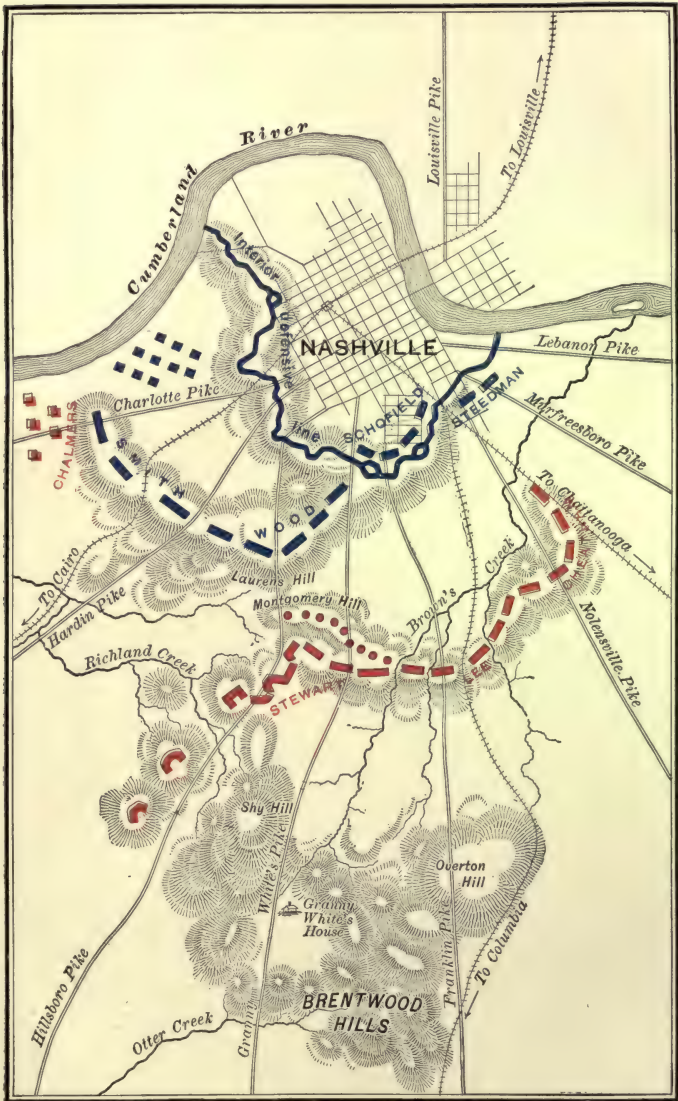 Louisville Pike
To Louisville
Cumberland River
Interior defensive line
NASHVILLE
Lebanon Pike
Charlotte Pike
CHALMERS
SCHOFIELD
STEEDMAN
Murfreesboro Pike
SMITH
WOOD
To Chattanooga
CHEATHAM
To Cairo
Hardin Pike
Laurens Hill
Montgomery Hill
Brown's Creek
Nolensville Pike
Richland Creek
STEWART
LEE
Shy Hill
Granny White's Pike
Overton
Hill
Granny
White's
House
Franklin Pike
To Columbia
Hillsboro Pike
BRENTWOOD
HILLS
Otter Creek